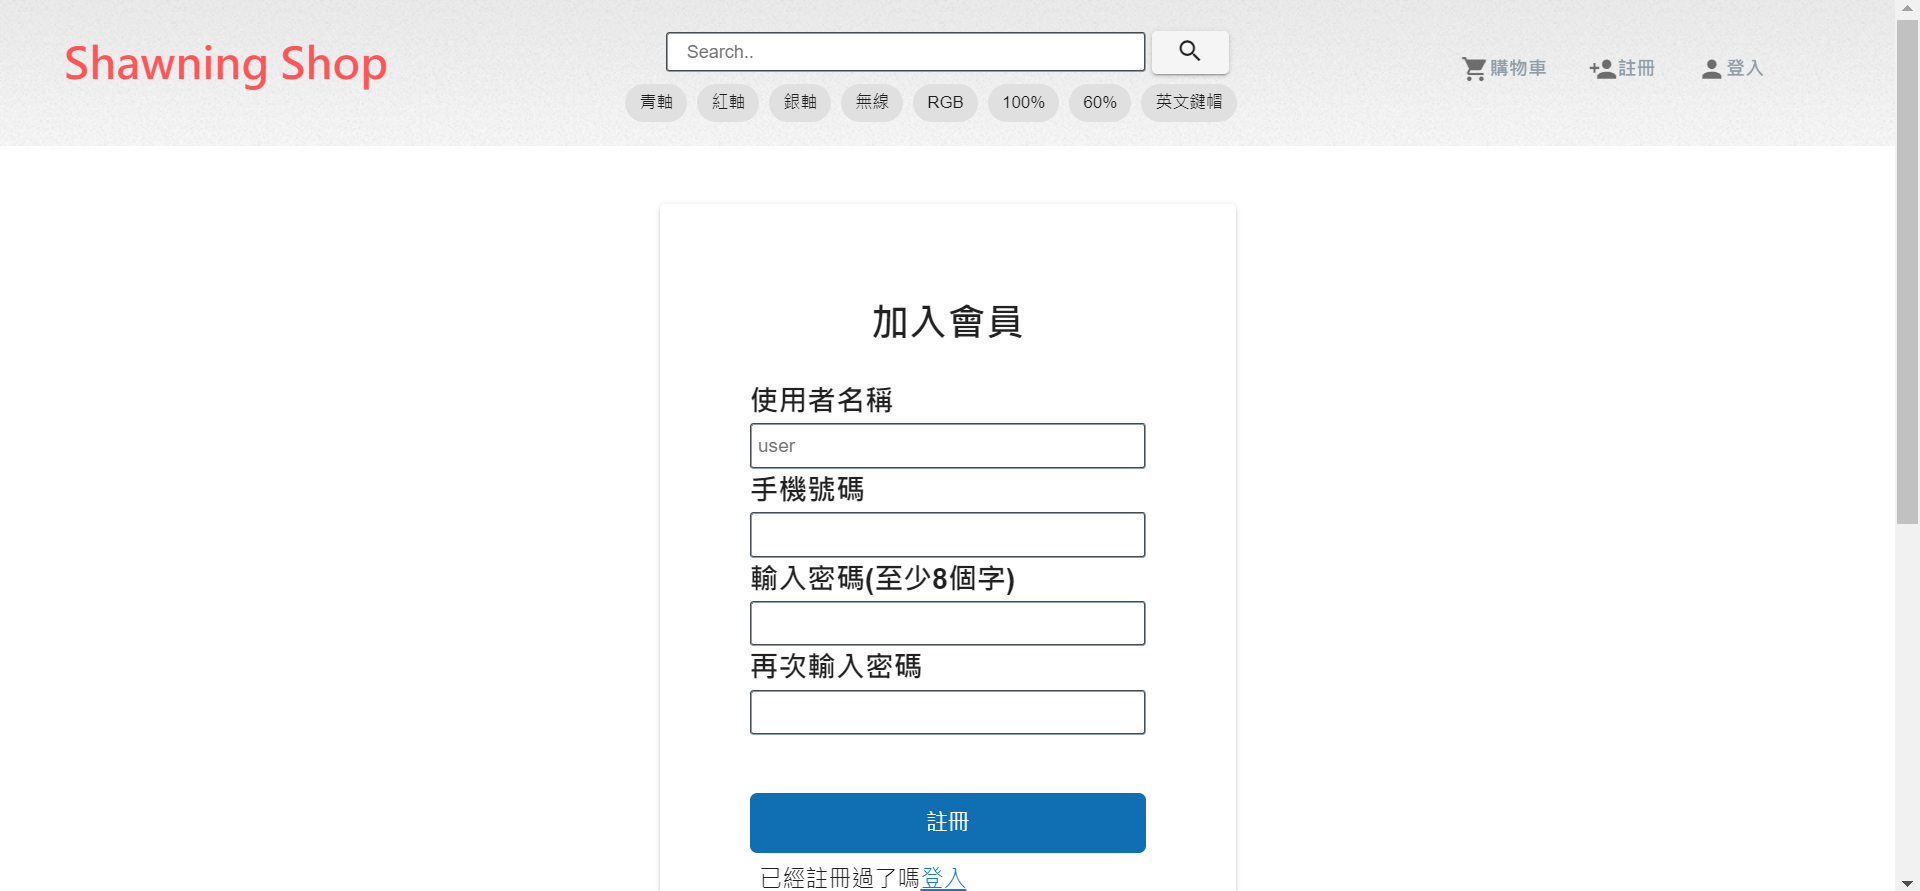 Shawning Shop
Search..
購物車 註冊 登入
青軸 紅軸 銀軸 無線 RGB 100% 60% 英文鍵帽
加入會員
使用者名稱
user
手機號碼
輸入密碼(至少8個字)
再次輸入密碼
註冊
已經註冊過了嗎登入